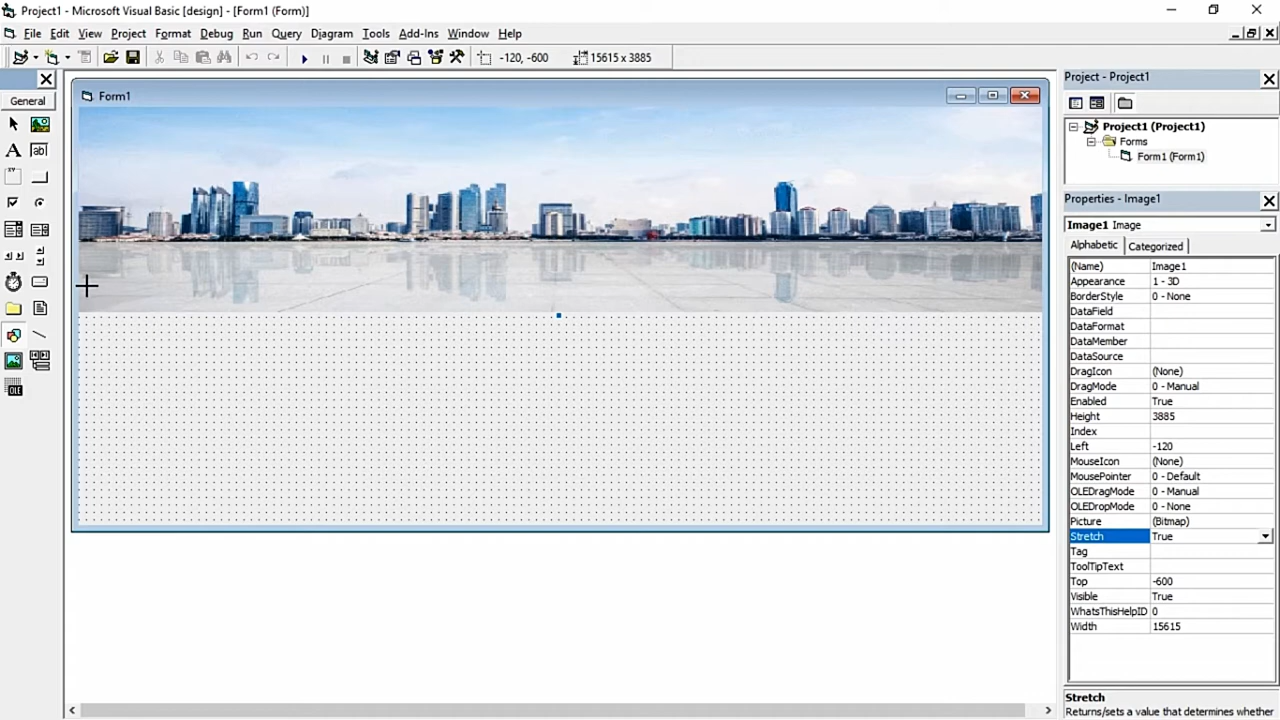 Project1 - Microsoft Visual Basic [design] - [Form1 (Form)]
File Edit View Project Format Debug Run Query Diagram Tools Add-Ins Window Help
-120, -600 15615 x 3885
General
A ab|
xy
OLE
Form1
Project - Project1
Project1 (Project1)
Forms
Form1 (Form1)
Properties - Image1
Image1 Image
Alphabetic Categorized
(Name) Image1
Appearance 1 - 3D
BorderStyle 0 - None
DataField
DataFormat
DataMember
DataSource
DragIcon (None)
DragMode 0 - Manual
Enabled True
Height 3885
Index
Left -120
MouseIcon (None)
MousePointer 0 - Default
OLEDragMode 0 - Manual
OLEDropMode 0 - None
Picture (Bitmap)
Stretch True
Tag
ToolTipText
Top -600
Visible True
WhatsThisHelpID 0
Width 15615
Stretch
Returns/sets a value that determines whether